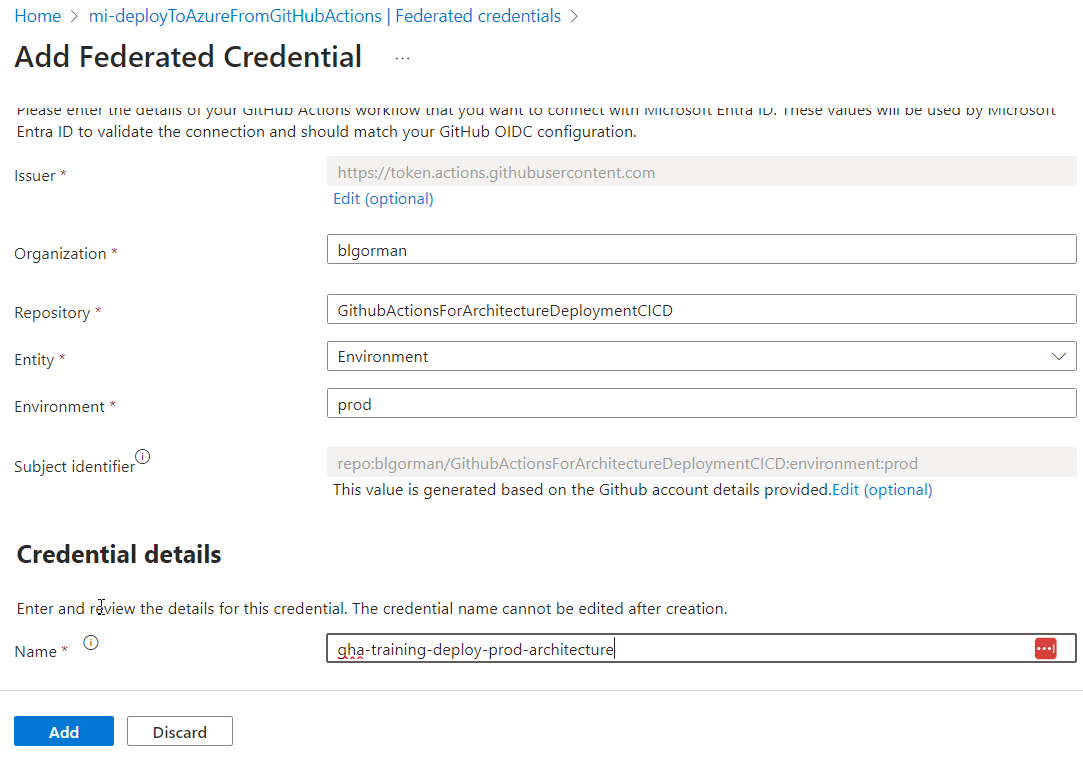 Home > mi-deployToAzureFromGitHubActions | Federated credentials >
Add Federated Credential ...
Please enter the details of your GitHub Actions workflow that you want to connect with Microsoft Entra ID. These values will be used by Microsoft
Entra ID to validate the connection and should match your GitHub OIDC configuration.
Issuer *
https://token.actions.githubusercontent.com
Edit (optional)
Organization *
blgorman
Repository *
GithubActionsForArchitectureDeploymentCICD
Entity *
Environment
Environment *
prod
Subject identifier
repo:blgorman/GithubActionsForArchitectureDeploymentCICD:environment:prod
This value is generated based on the Github account details provided.Edit (optional)
Credential details
Enter and review the details for this credential. The credential name cannot be edited after creation.
Name *
gha-training-deploy-prod-architecture
Add
Discard